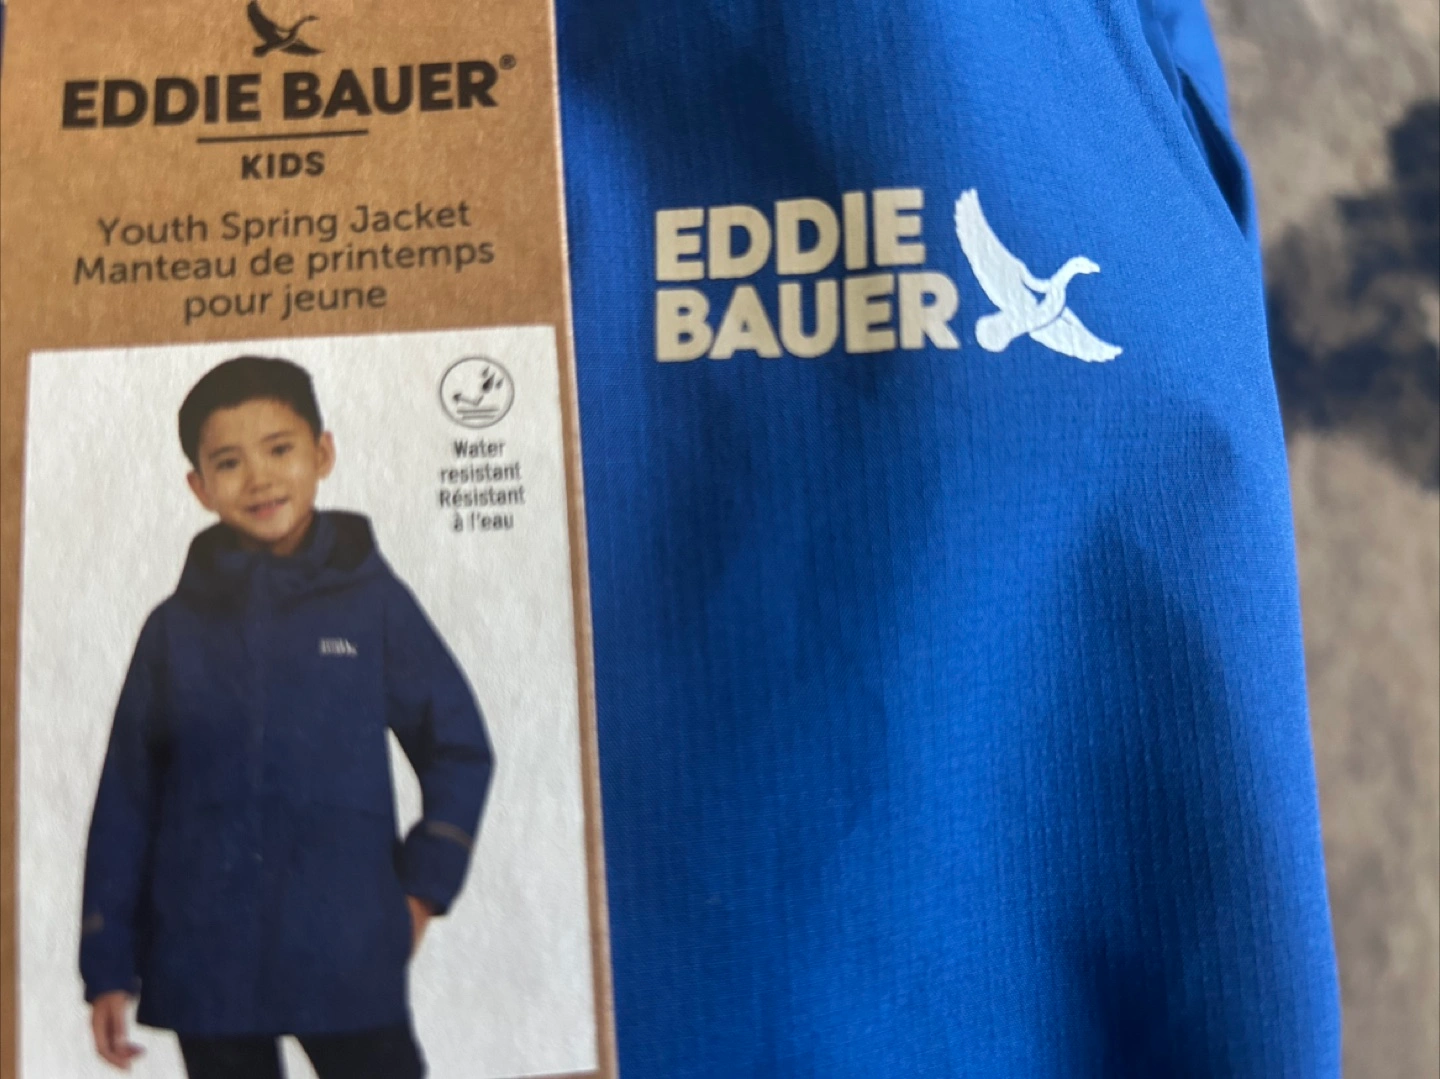 EDDIE BAUER®
KIDS
Youth Spring Jacket
Manteau de printemps
pour jeune
Water
resistant
Résistant
à l'eau
EDDIE
BAUER